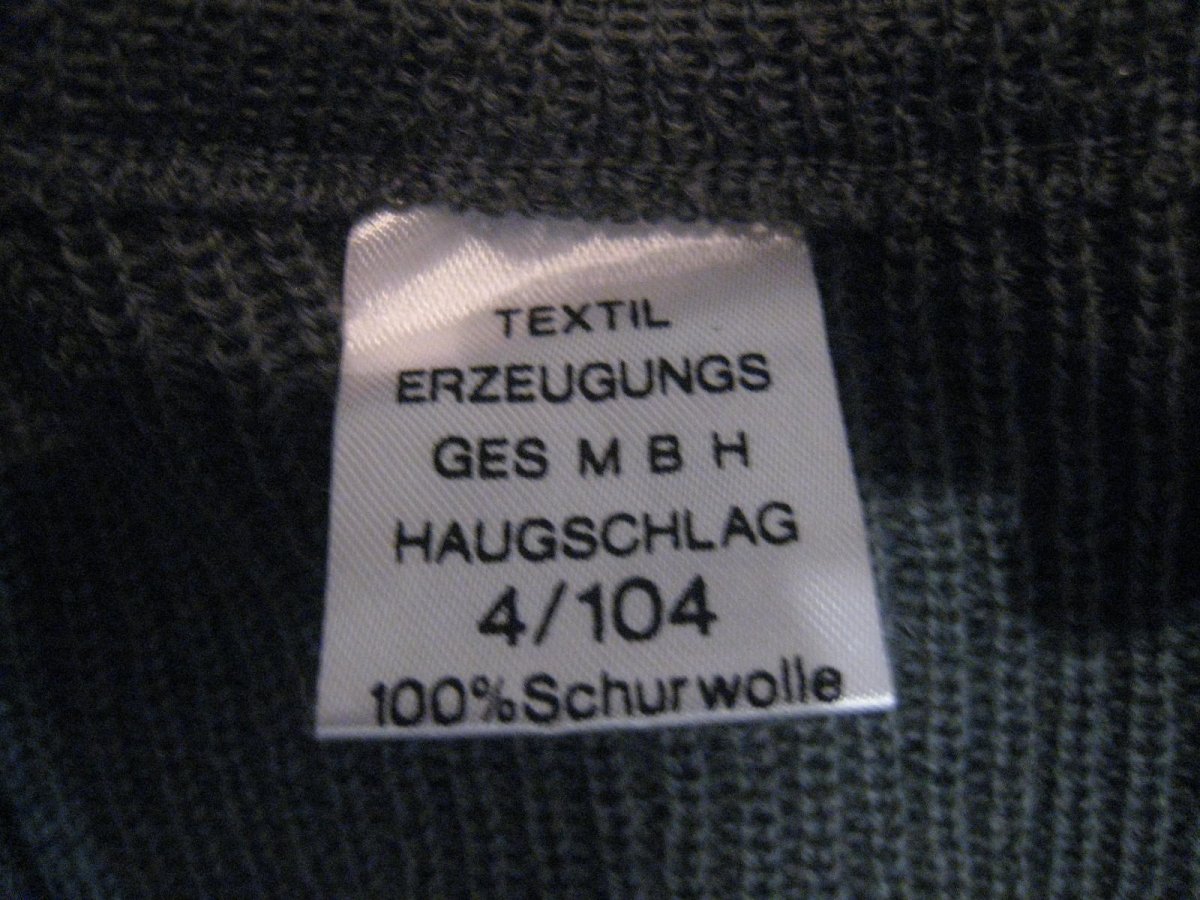 TEXTIL
ERZEUGUNGS
GES M B H
HAUGSCHLAG
4/104
100%Schurwolle